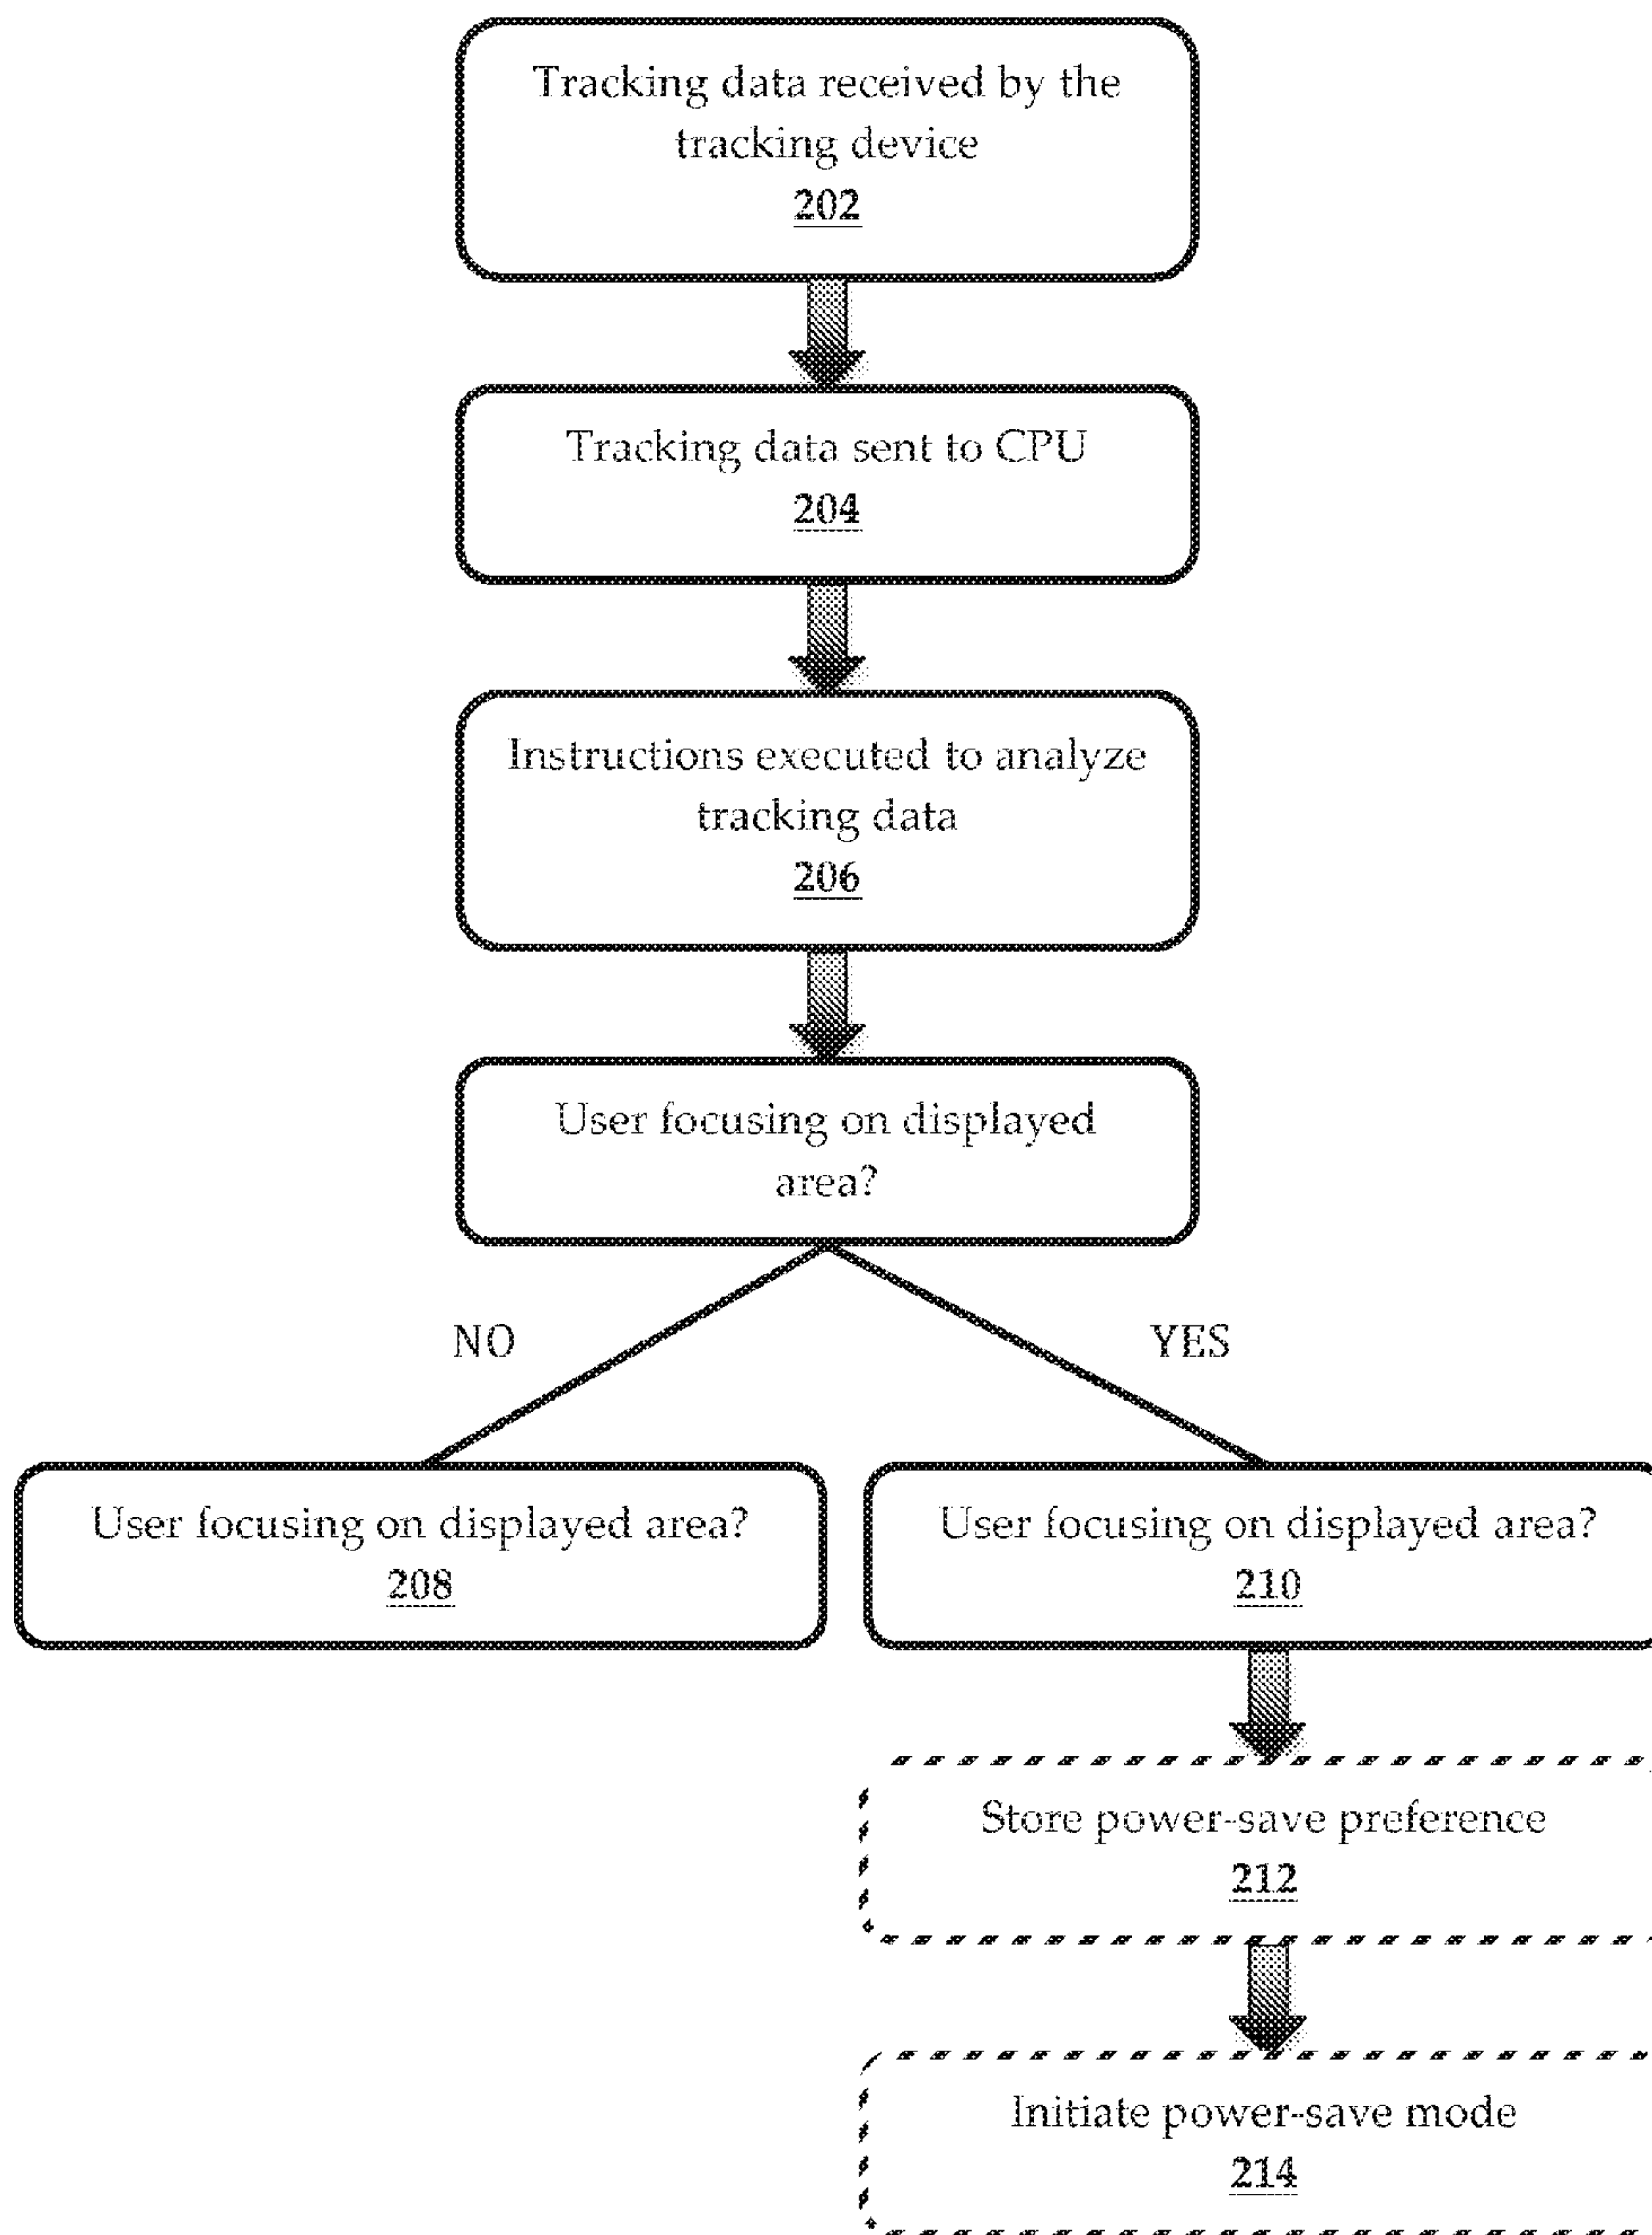 Tracking data received by the
tracking device
202
Tracking data sent to CPU
204
Instructions executed to analyze
tracking data
206
User focusing on displayed
area?
NO
YES
User focusing on displayed area?
208
User focusing on displayed area?
210
Store power-save preference
212
Initiate power-save mode
214